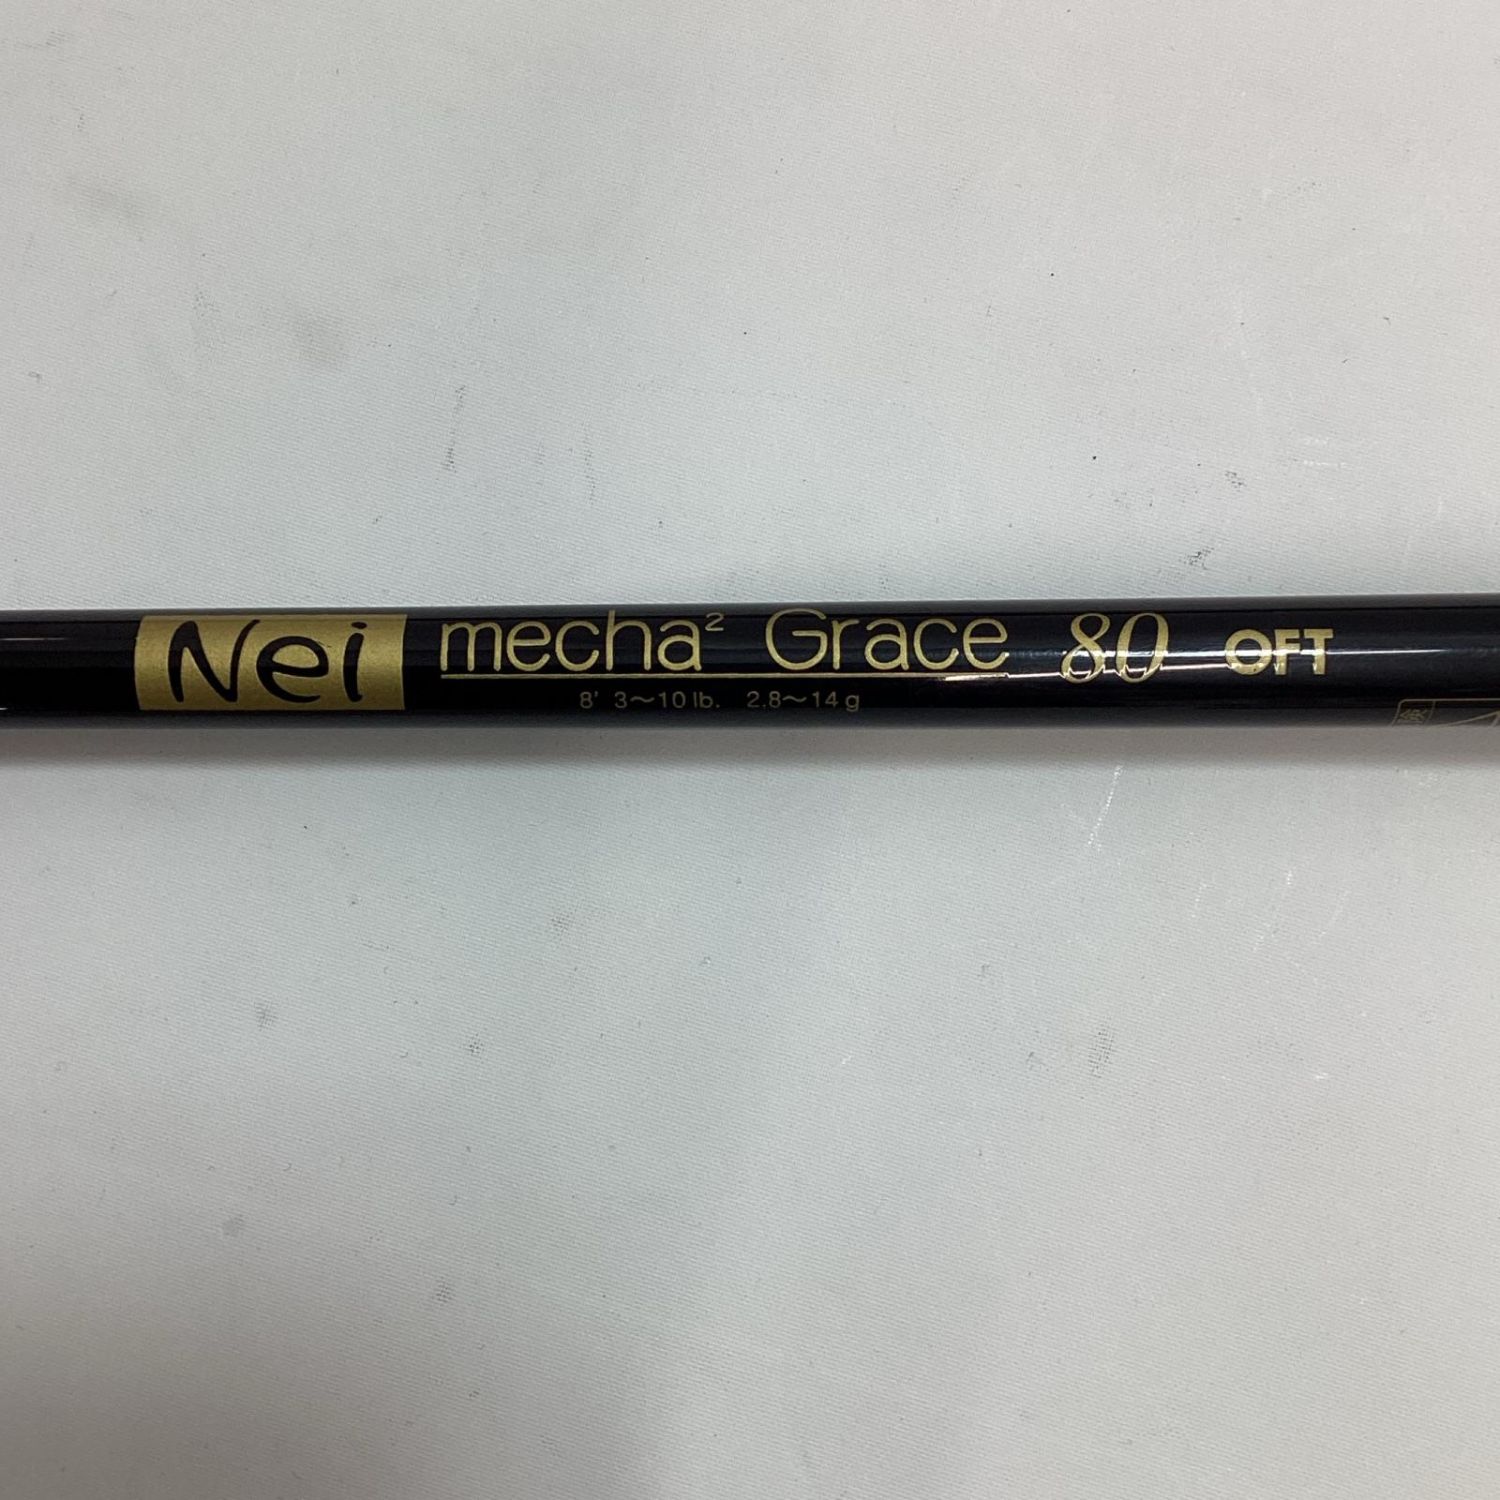 Nei mecha² Grace 80 OFT
8' 3～10 lb. 2.8～14 g